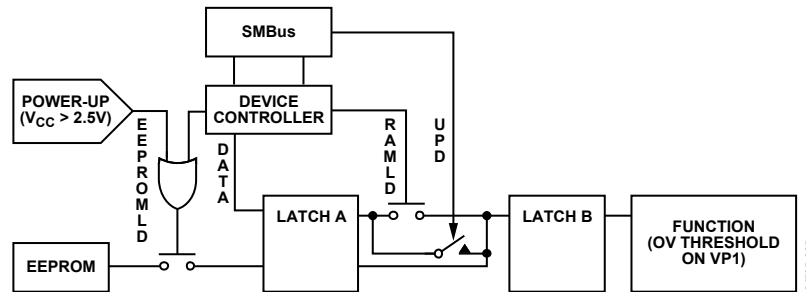 SMBus
POWER-UP
(VCC > 2.5V)
DEVICE
CONTROLLER
EEPROMLD
DATA
RAMLD
UPD
LATCH A
LATCH B
FUNCTION
(OV THRESHOLD
ON VP1)
EEPROM